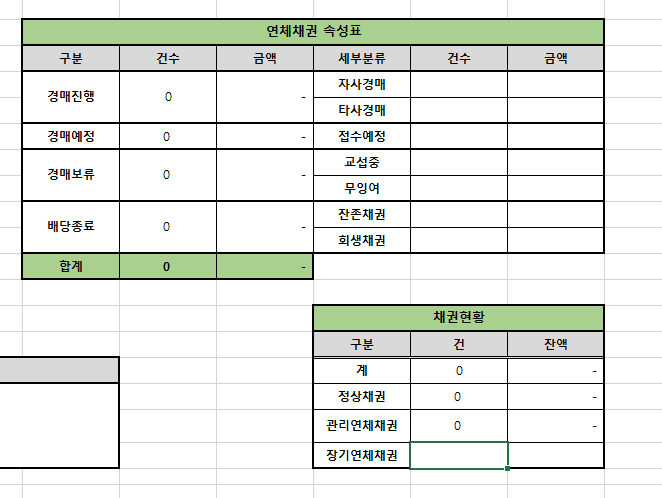 연체채권 속성표
구분 건수 금액 세부분류 건수 금액
경매진행 0 - 자사경매
타사경매
경매예정 0 - 접수예정
경매보류 0 - 교섭중
무잉여
배당종료 0 - 잔존채권
회생채권
합계 0 -
채권현황
구분 건 잔액
계 0 -
정상채권 0 -
관리연체채권 0 -
장기연체채권